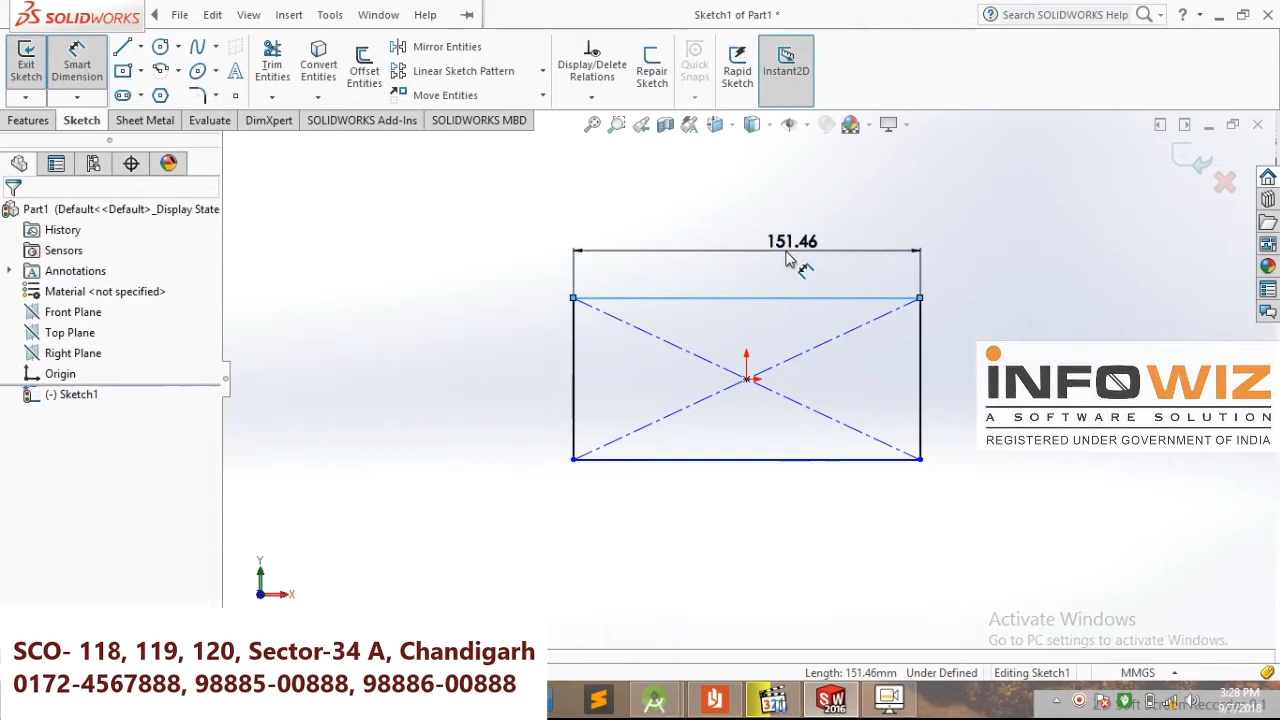 SOLIDWORKS
File
Edit
View
Insert
Tools
Window
Help
Sketch1 of Part1 *
Search SOLIDWORKS Help
Exit Sketch
Smart Dimension
Trim Entities
Convert Entities
Offset Entities
Mirror Entities
Linear Sketch Pattern
Move Entities
Display/Delete Relations
Repair Sketch
Quick Snaps
Rapid Sketch
Instant2D
Features
Sketch
Sheet Metal
Evaluate
DimXpert
SOLIDWORKS Add-Ins
SOLIDWORKS MBD
Part1 (Default<<Default>_Display State
History
Sensors
Annotations
Material <not specified>
Front Plane
Top Plane
Right Plane
Origin
(-) Sketch1
151.46
Y
X
INFOWIZ
A SOFTWARE SOLUTION
REGISTERED UNDER GOVERNMENT OF INDIA
Activate Windows
Go to PC settings to activate Windows.
SCO- 118, 119, 120, Sector-34 A, Chandigarh
0172-4567888, 98885-00888, 98886-00888
Length: 151.46mm
Under Defined
Editing Sketch1
MMGS
321
SW
2016
3:28 PM
9/7/2018